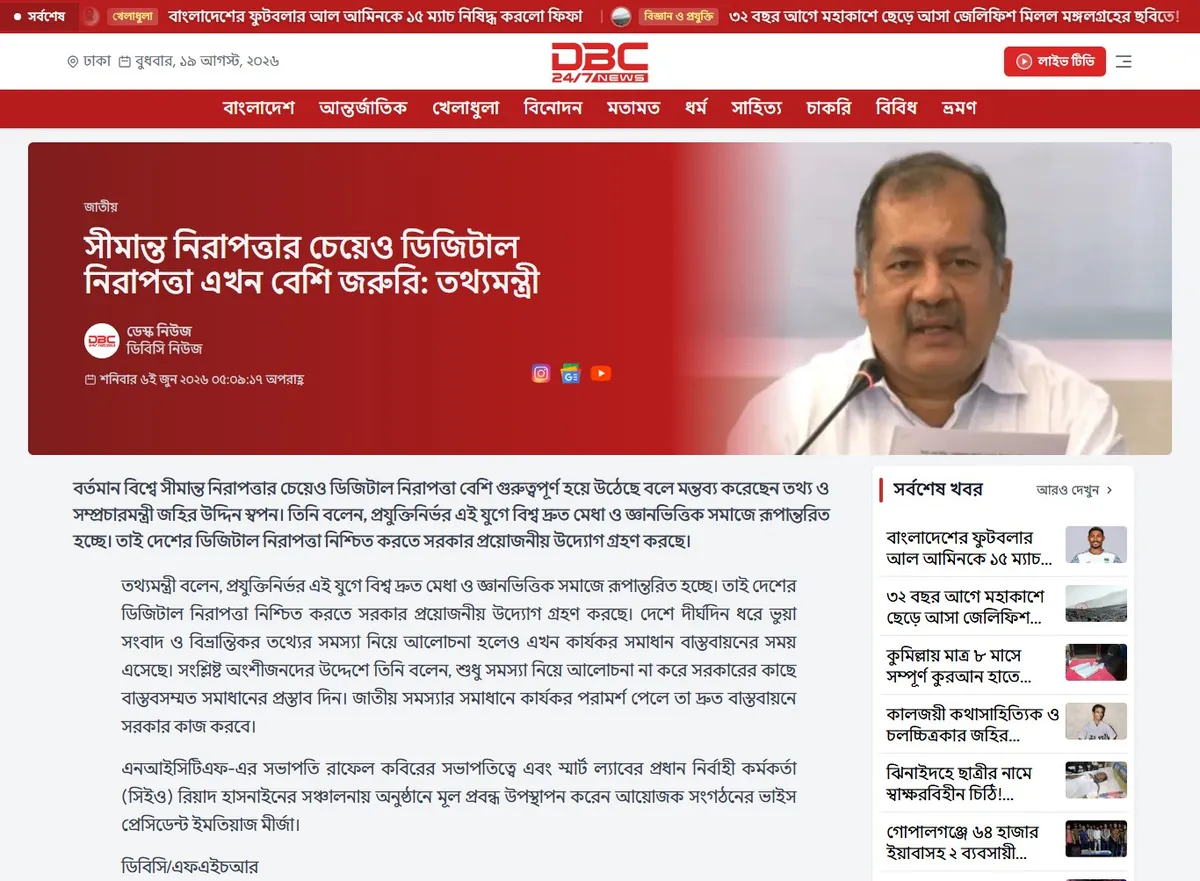 সর্বশেষ
খেলাধুলা
বাংলাদেশের ফুটবলার আল আমিনকে ১৫ ম্যাচ নিষিদ্ধ করলো ফিফা
বিজ্ঞান ও প্রযুক্তি
৩২ বছর আগে মহাকাশে ছেড়ে আসা জেলিফিশ মিলল মঙ্গলগ্রহের ছবিতে!
ঢাকা
বুধবার, ১৯ আগস্ট, ২০২৬
DBC
24/7 NEWS
লাইভ টিভি
বাংলাদেশ আন্তর্জাতিক খেলাধুলা বিনোদন মতামত ধর্ম সাহিত্য চাকরি বিবিধ ভ্রমণ
জাতীয়
সীমান্ত নিরাপত্তার চেয়েও ডিজিটাল
নিরাপত্তা এখন বেশি জরুরি: তথ্যমন্ত্রী
DBC
ডেস্ক নিউজ
ডিবিসি নিউজ
শনিবার ৬ই জুন ২০২৬ ০৫:০৯:১৭ অপরাহ্ণ
বর্তমান বিশ্বে সীমান্ত নিরাপত্তার চেয়েও ডিজিটাল নিরাপত্তা বেশি গুরুত্বপূর্ণ হয়ে উঠেছে বলে মন্তব্য করেছেন তথ্য ও
সম্প্রচারমন্ত্রী জহির উদ্দিন স্বপন। তিনি বলেন, প্রযুক্তিনির্ভর এই যুগে বিশ্ব দ্রুত মেধা ও জ্ঞানভিত্তিক সমাজে রূপান্তরিত
হচ্ছে। তাই দেশের ডিজিটাল নিরাপত্তা নিশ্চিত করতে সরকার প্রয়োজনীয় উদ্যোগ গ্রহণ করছে।
তথ্যমন্ত্রী বলেন, প্রযুক্তিনির্ভর এই যুগে বিশ্ব দ্রুত মেধা ও জ্ঞানভিত্তিক সমাজে রূপান্তরিত হচ্ছে। তাই দেশের
ডিজিটাল নিরাপত্তা নিশ্চিত করতে সরকার প্রয়োজনীয় উদ্যোগ গ্রহণ করছে। দেশে দীর্ঘদিন ধরে ভুয়া
সংবাদ ও বিভ্রান্তিকর তথ্যের সমস্যা নিয়ে আলোচনা হলেও এখন কার্যকর সমাধান বাস্তবায়নের সময়
এসেছে। সংশ্লিষ্ট অংশীজনদের উদ্দেশে তিনি বলেন, শুধু সমস্যা নিয়ে আলোচনা না করে সরকারের কাছে
বাস্তবসম্মত সমাধানের প্রস্তাব দিন। জাতীয় সমস্যার সমাধানে কার্যকর পরামর্শ পেলে তা দ্রুত বাস্তবায়নে
সরকার কাজ করবে।
এনআইসিটিএফ-এর সভাপতি রাফেল কবিরের সভাপতিত্বে এবং স্মার্ট ল্যাবের প্রধান নির্বাহী কর্মকর্তা
(সিইও) রিয়াদ হাসনাইনের সঞ্চালনায় অনুষ্ঠানে মূল প্রবন্ধ উপস্থাপন করেন আয়োজক সংগঠনের ভাইস
প্রেসিডেন্ট ইমতিয়াজ মীর্জা।
ডিবিসি/এফএইচআর
সর্বশেষ খবর
আরও দেখুন
বাংলাদেশের ফুটবলার
আল আমিনকে ১৫ ম্যাচ...
৩২ বছর আগে মহাকাশে
ছেড়ে আসা জেলিফিশ...
কুমিল্লায় মাত্র ৮ মাসে
সম্পূর্ণ কুরআন হাতে...
কালজয়ী কথাসাহিত্যিক ও
চলচ্চিত্রকার জহির...
ঝিনাইদহে ছাত্রীর নামে
স্বাক্ষরবিহীন চিঠি!...
গোপালগঞ্জে ৬৪ হাজার
ইয়াবাসহ ২ ব্যবসায়ী...